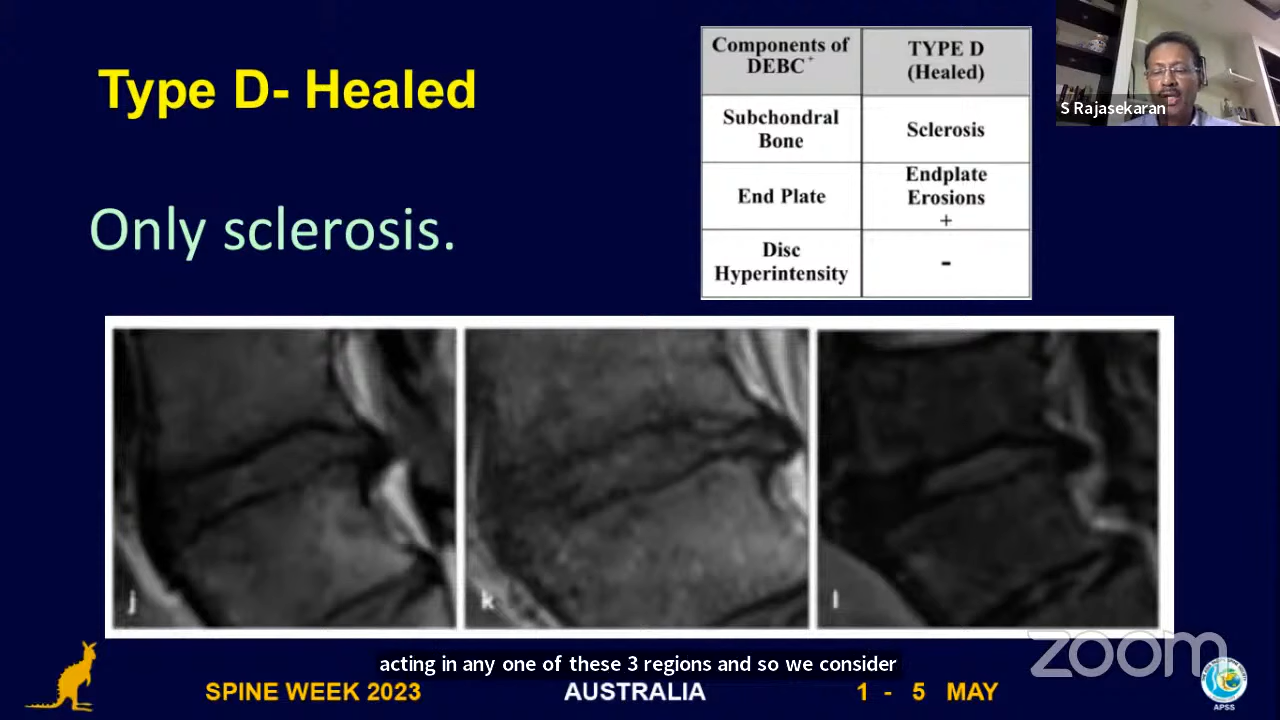 Type D- Healed
Only sclerosis.
Components of
DEBC+
TYPE D
(Healed)
Subchondral
Bone
Sclerosis
End Plate
Endplate
Erosions
+
Disc
Hyperintensity
-
S Rajasekaran
j
k
l
acting in any one of these 3 regions and so we consider
zoom
SPINE WEEK 2023
AUSTRALIA
1 - 5 MAY
APSS